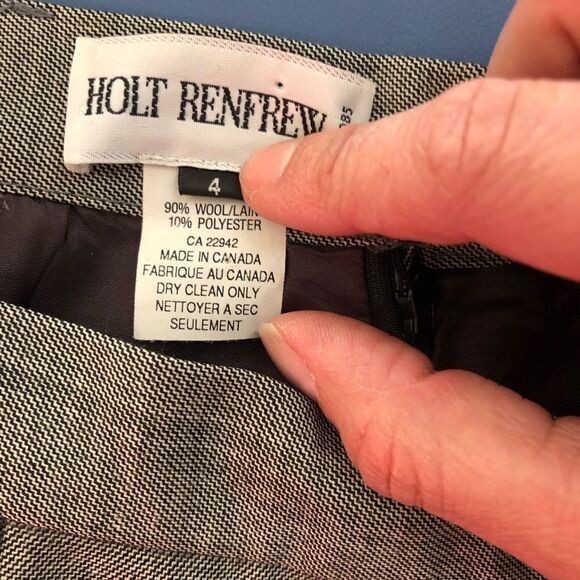 HOLT RENFREW
4
90% WOOL/LAIN
10% POLYESTER
CA 22942
MADE IN CANADA
FABRIQUE AU CANADA
DRY CLEAN ONLY
NETTOYER A SEC
SEULEMENT